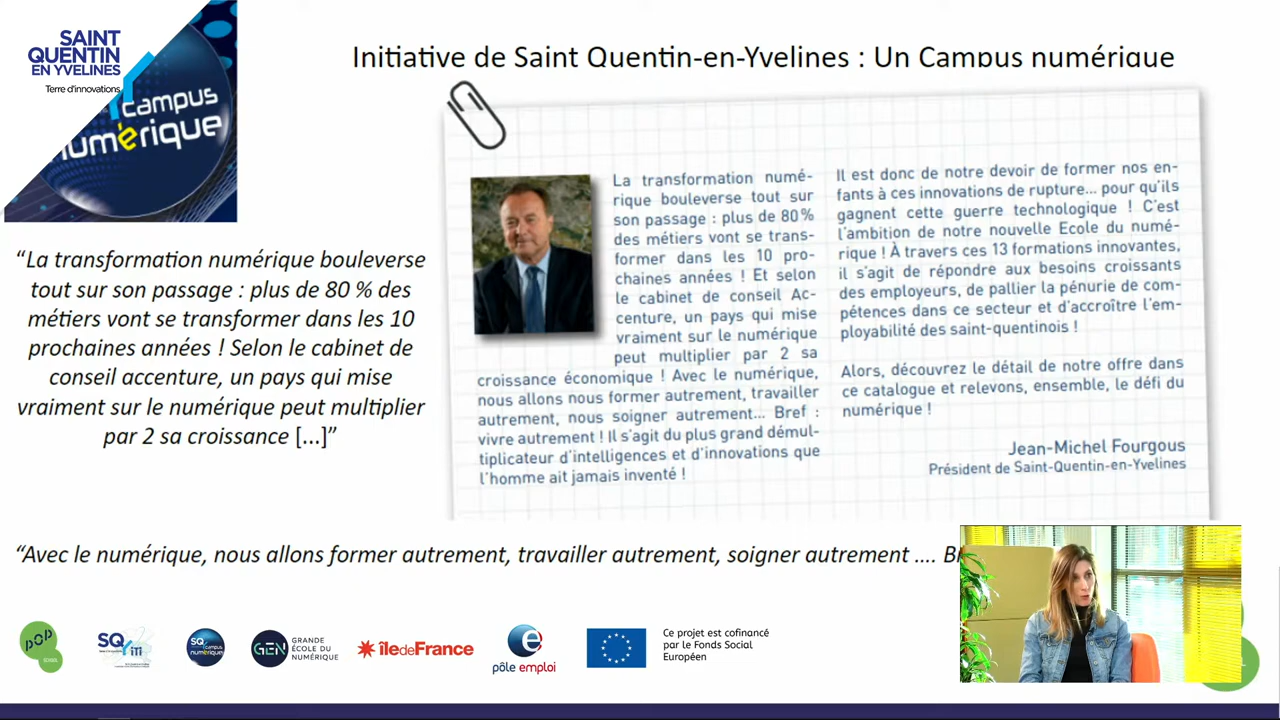 SAINT
QUENTIN
EN YVELINES
Terre d'innovations
campus
numérique
Initiative de Saint Quentin-en-Yvelines : Un Campus numérique
“La transformation numérique bouleverse
tout sur son passage : plus de 80 % des
métiers vont se transformer dans les 10
prochaines années ! Selon le cabinet de
conseil accenture, un pays qui mise
vraiment sur le numérique peut multiplier
par 2 sa croissance [...]”
La transformation numé-
rique bouleverse tout sur
son passage : plus de 80%
des métiers vont se trans-
former dans les 10 pro-
chaines années ! Et selon
le cabinet de conseil Ac-
centure, un pays qui mise
vraiment sur le numérique
peut multiplier par 2 sa
croissance économique ! Avec le numérique,
nous allons nous former autrement, travailler
autrement, nous soigner autrement... Bref :
vivre autrement ! Il s'agit du plus grand démul-
tiplicateur d'intelligences et d'innovations que
l'homme ait jamais inventé !
Il est donc de notre devoir de former nos en-
fants à ces innovations de rupture... pour qu'ils
gagnent cette guerre technologique ! C'est
l'ambition de notre nouvelle Ecole du numé-
rique ! À travers ces 13 formations innovantes,
il s'agit de répondre aux besoins croissants
des employeurs, de pallier la pénurie de com-
pétences dans ce secteur et d'accroître l'em-
ployabilité des saint-quentinois !
Alors, découvrez le détail de notre offre dans
ce catalogue et relevons, ensemble, le défi du
numérique !
Jean-Michel Fourgous
Président de Saint-Quentin-en-Yvelines
“Avec le numérique, nous allons former autrement, travailler autrement, soigner autrement .... B
pop
SCHOOL
SQY
iTi
SQY
campus
numérique
GEN
GRANDE
ÉCOLE DU
NUMÉRIQUE
île de France
pôle emploi
Ce projet est cofinancé
par le Fonds Social
Européen